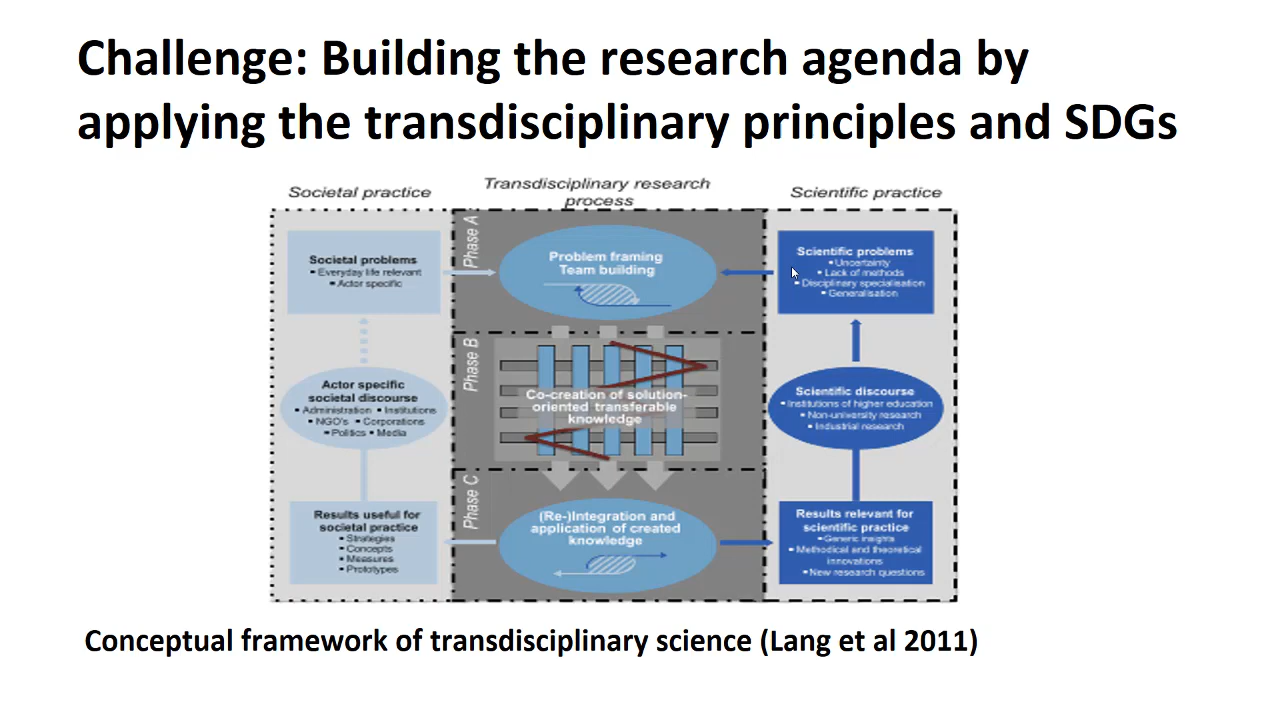 Challenge: Building the research agenda by
applying the transdisciplinary principles and SDGs
Societal practice
Transdisciplinary research
process
Scientific practice
Phase A
Societal problems
▪ Everyday life relevant
▪ Actor specific
Problem framing
Team building
Scientific problems
▪ Uncertainty
▪ Lack of methods
▪ Disciplinary specialisation
▪ Generalisation
Phase B
Actor specific
societal discourse
▪ Administration ▪ Institutions
▪ NGO's ▪ Corporations
▪ Politics ▪ Media
Co-creation of solution-
oriented transferable
knowledge
Scientific discourse
▪ Institutions of higher education
▪ Non-university research
▪ Industrial research
Phase C
Results useful for
societal practice
▪ Strategies
▪ Concepts
▪ Measures
▪ Prototypes
(Re-)Integration and
application of created
knowledge
Results relevant for
scientific practice
▪ Generic insights
▪ Methodical and theoretical
innovations
▪ New research questions
Conceptual framework of transdisciplinary science (Lang et al 2011)